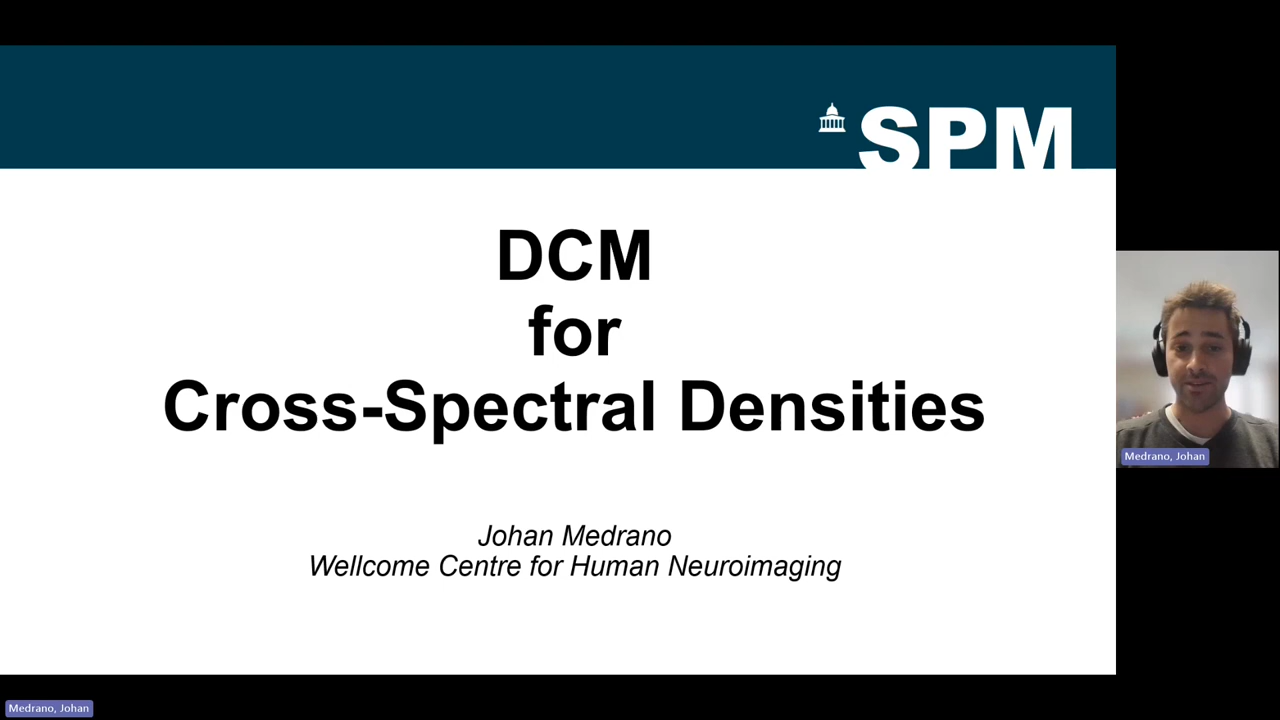 SPM
DCM
for
Cross-Spectral Densities
Johan Medrano
Wellcome Centre for Human Neuroimaging
Medrano, Johan
Medrano, Johan